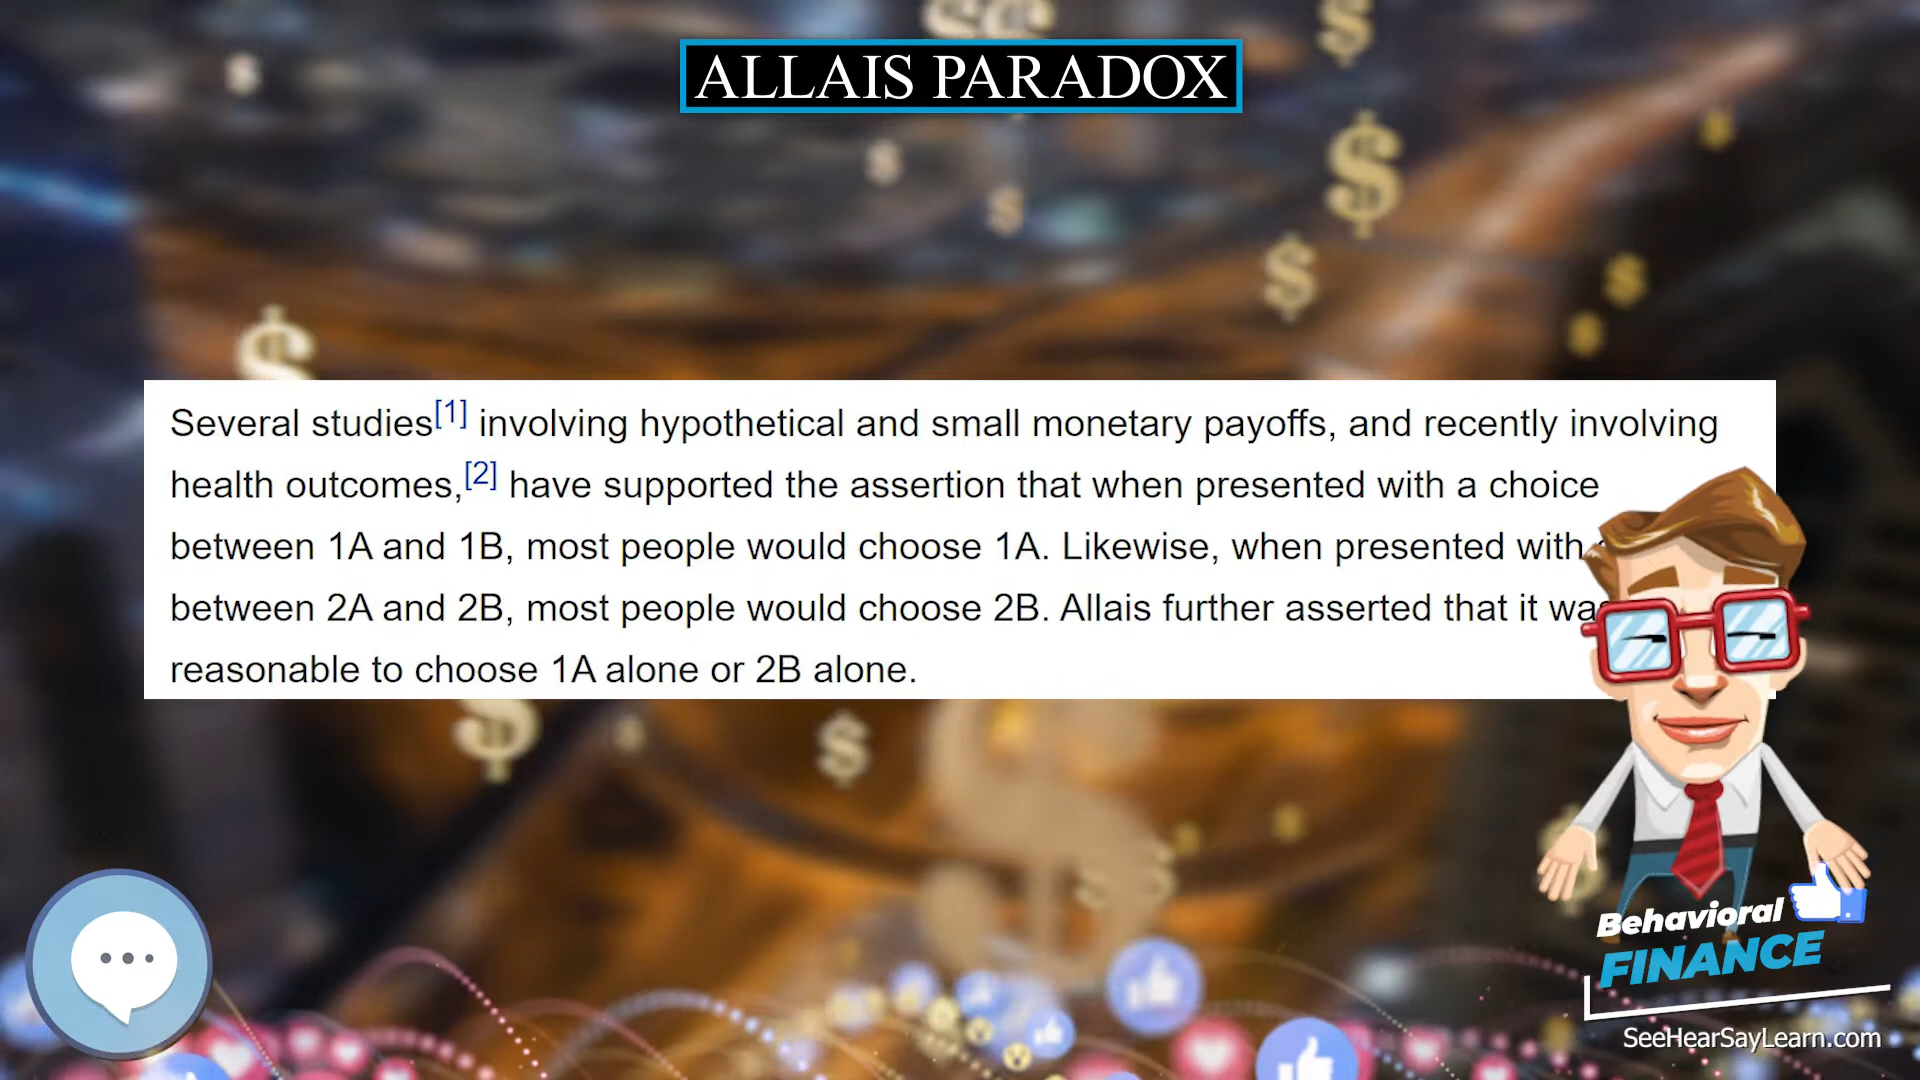 ALLAIS PARADOX
Several studies[1] involving hypothetical and small monetary payoffs, and recently involving
health outcomes,[2] have supported the assertion that when presented with a choice
between 1A and 1B, most people would choose 1A. Likewise, when presented with
between 2A and 2B, most people would choose 2B. Allais further asserted that it was
reasonable to choose 1A alone or 2B alone.
Behavioral
FINANCE
SeeHearSayLearn.com